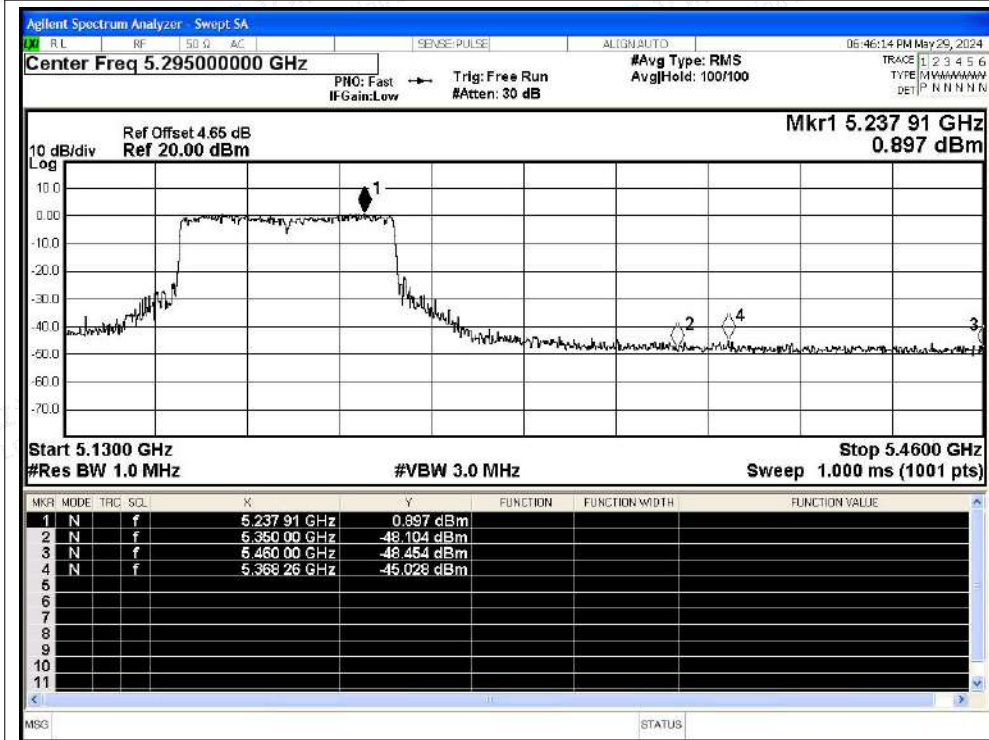 Agilent Spectrum Analyzer - Swept SA
LXI RL RF 50 Ω AC SENSE:PULSE ALIGN AUTO 06:46:14 PM May 29, 2024
Center Freq 5.295000000 GHz
PNO: Fast
IFGain:Low
Trig: Free Run
#Atten: 30 dB
#Avg Type: RMS
Avg|Hold: 100/100
TRACE 1 2 3 4 5 6
TYPE M WWWWW
DET P N N N N N
Mkr1 5.237 91 GHz
0.897 dBm
Ref Offset 4.65 dB
10 dB/div Ref 20.00 dBm
Log
10.0
0.00
-10.0
-20.0
-30.0
-40.0
-50.0
-60.0
-70.0
1
2
4
3
Start 5.1300 GHz Stop 5.4600 GHz
#Res BW 1.0 MHz #VBW 3.0 MHz Sweep 1.000 ms (1001 pts)
MKR MODE TRC SCL X Y FUNCTION FUNCTION WIDTH FUNCTION VALUE
1 N f 5.237 91 GHz 0.897 dBm
2 N f 5.350 00 GHz -48.104 dBm
3 N f 5.460 00 GHz -48.454 dBm
4 N f 5.368 26 GHz -45.028 dBm
5
6
7
8
9
10
11
MSG STATUS